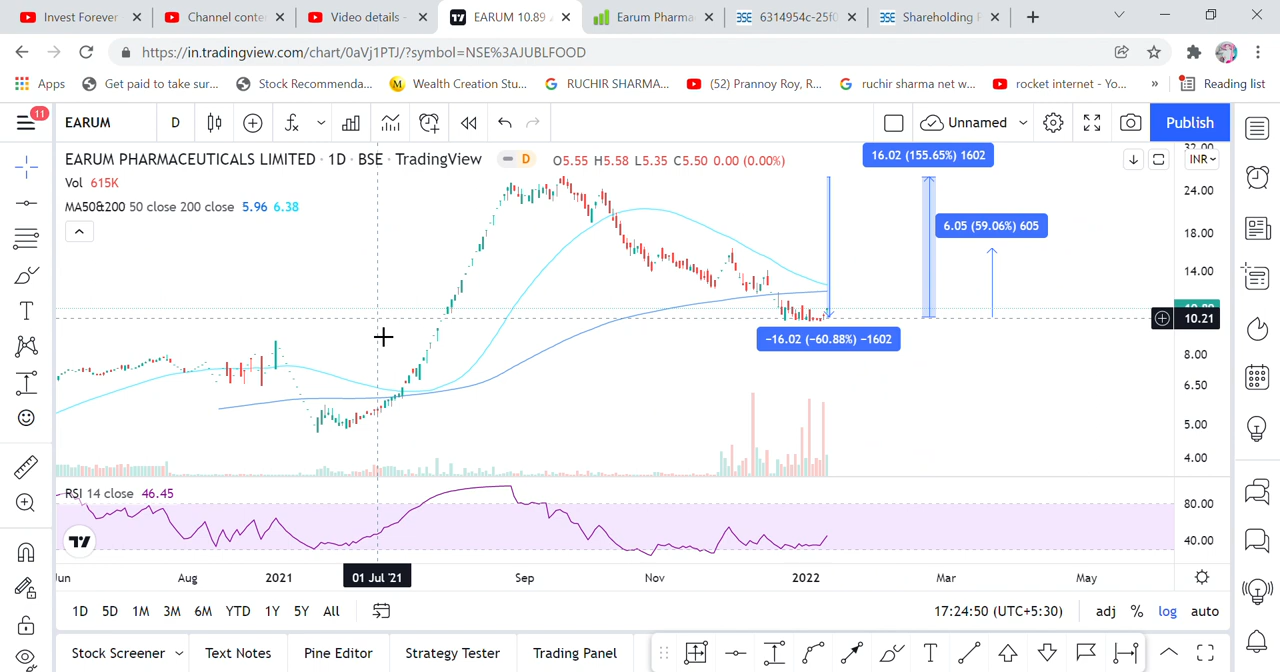 Invest Forever
Channel conte
Video details -
EARUM 10.89
Earum Pharma
6314954c-25f0
Shareholding P
https://in.tradingview.com/chart/0aVj1PTJ/?symbol=NSE%3AJUBLFOOD
Apps
Get paid to take sur...
Stock Recommenda...
Wealth Creation Stu...
RUCHIR SHARMA...
(52) Prannoy Roy, R...
ruchir sharma net w...
rocket internet - Yo...
»
Reading list
11
EARUM
D
Unnamed
Publish
EARUM PHARMACEUTICALS LIMITED · 1D · BSE · TradingView
D
O5.55 H5.58 L5.35 C5.50 0.00 (0.00%)
Vol 615K
MA50&200 50 close 200 close 5.96 6.38
16.02 (155.65%) 1602
6.05 (59.06%) 605
−16.02 (−60.88%) −1602
INR
32.00
24.00
18.00
14.00
10.89
10.21
8.00
6.50
5.00
4.00
RSI 14 close 46.45
80.00
40.00
Jun
Aug
2021
01 Jul '21
Sep
Nov
2022
Mar
May
1D 5D 1M 3M 6M YTD 1Y 5Y All
17:24:50 (UTC+5:30)
adj % log auto
Stock Screener
Text Notes
Pine Editor
Strategy Tester
Trading Panel